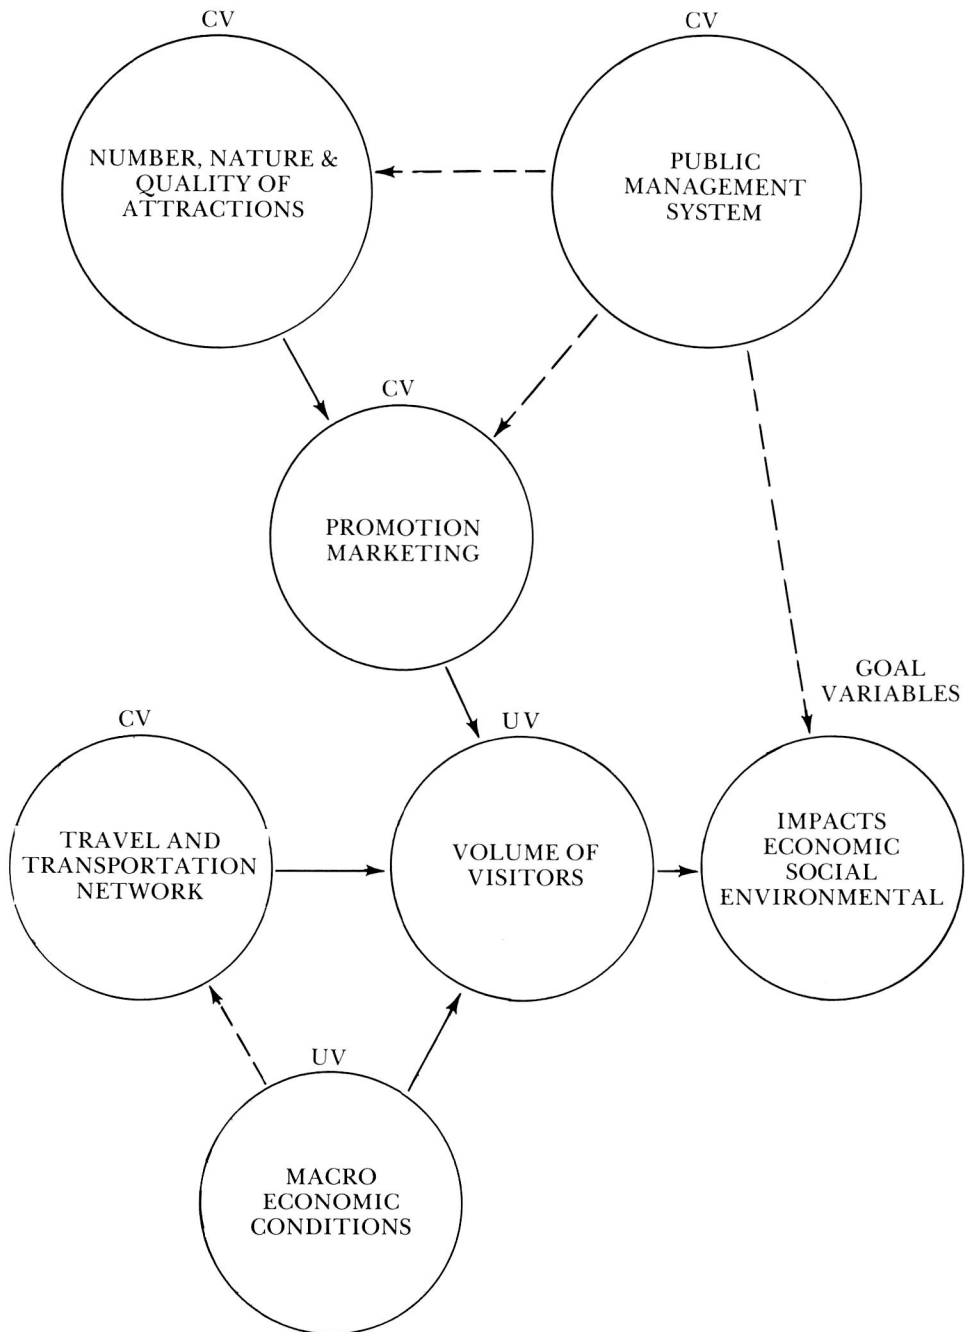 CV
NUMBER, NATURE &
QUALITY OF
ATTRACTIONS
CV
PUBLIC
MANAGEMENT
SYSTEM
CV
PROMOTION
MARKETING
GOAL
VARIABLES
CV
TRAVEL AND
TRANSPORTATION
NETWORK
UV
VOLUME OF
VISITORS
IMPACTS
ECONOMIC
SOCIAL
ENVIRONMENTAL
UV
MACRO
ECONOMIC
CONDITIONS